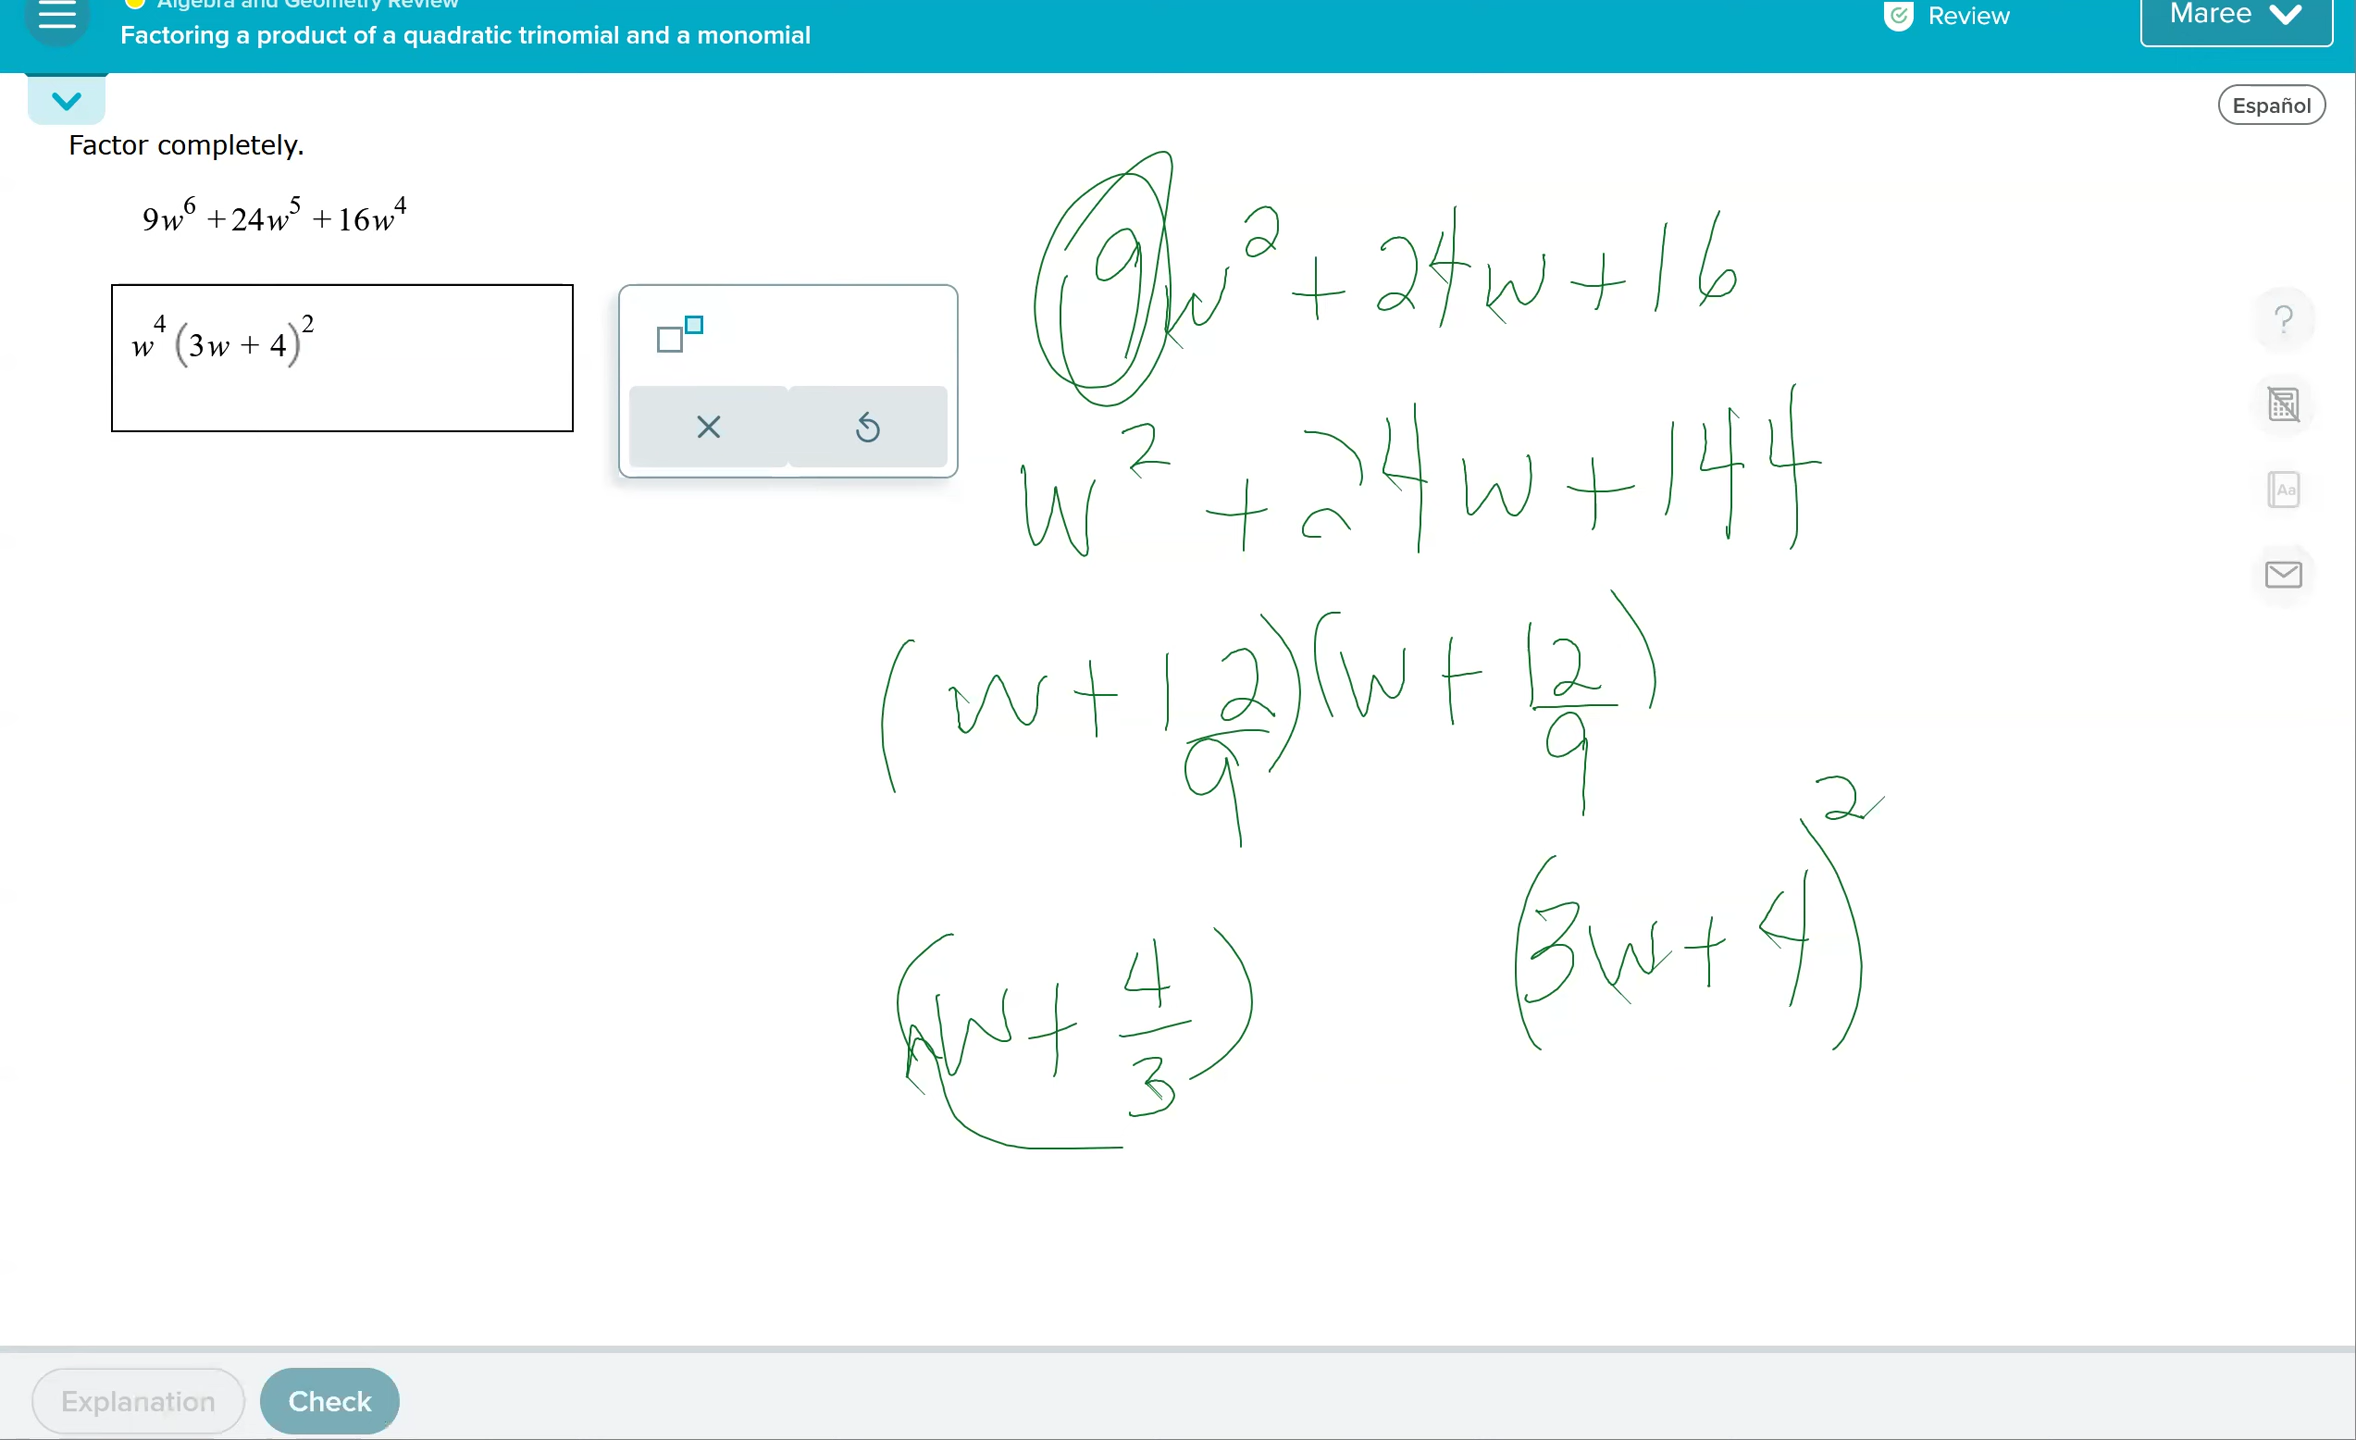 Algebra and Geometry Review
Factoring a product of a quadratic trinomial and a monomial
Review
Maree
Español
Factor completely.
9w^6 + 24w^5 + 16w^4
w^4 (3w + 4)^2
9w^2 + 24w + 16
w^2 + 24w + 144
(w + 12/9)(w + 12/9)
(w + 4/3)
(3w + 4)^2
?
Aa
Explanation
Check